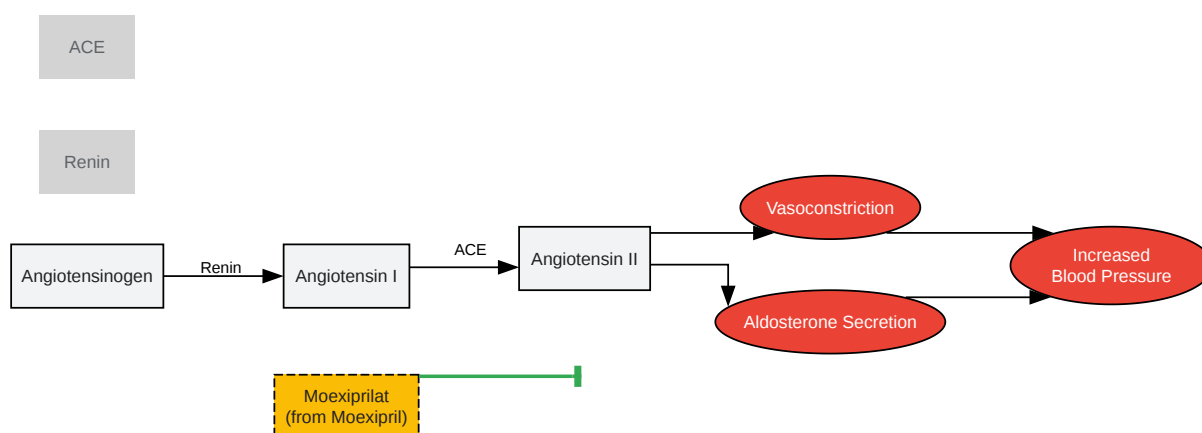 ACE
Renin
Angiotensinogen
Renin
Angiotensin I
ACE
Angiotensin II
Vasoconstriction
Aldosterone Secretion
Increased
Blood Pressure
Moexiprilat
(from Moexipril)